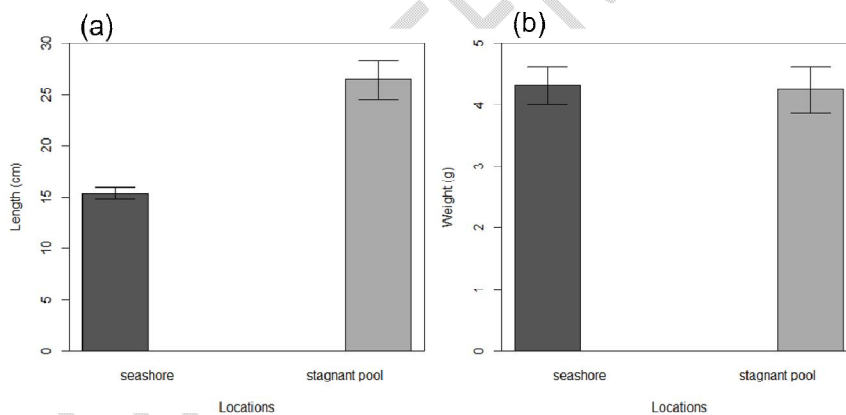 (a)
30
25
20
15
10
5
0
Length (cm)
seashore stagnant pool
Locations
(b)
5
4
3
2
1
0
Weight (g)
seashore stagnant pool
Locations